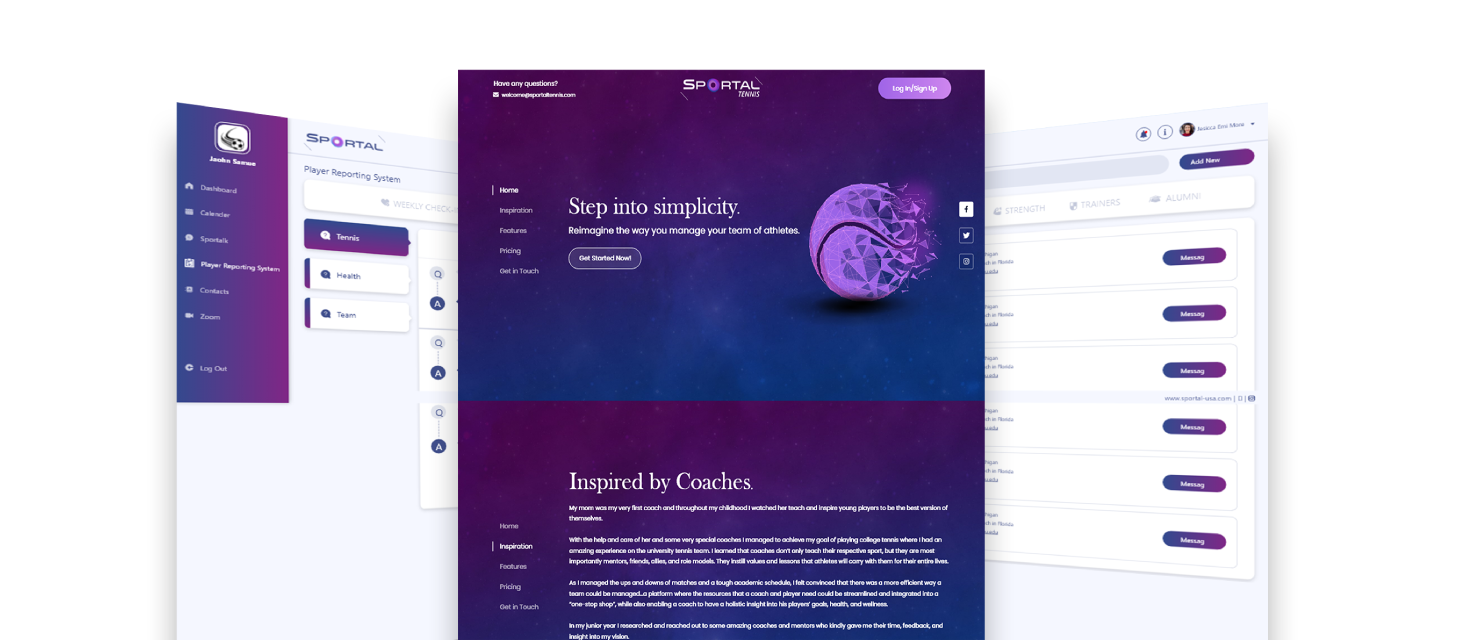 Have any questions?
welcome@sportaltennis.com
SPORTAL
TENNIS
Log In/Sign Up
Home
Inspiration
Features
Pricing
Get in Touch
Step into simplicity.
Reimagine the way you manage your team of athletes.
Get Started Now!
Inspired by Coaches.
My mom was my very first coach and throughout my childhood I watched her teach and inspire young players to be the best version of
themselves.
With the help and care of her and some very special coaches I managed to achieve my goal of playing college tennis where I had an
amazing experience on the university tennis team. I learned that coaches don't only teach their respective sport, but they are most
importantly mentors, friends, allies, and role models. They instill values and lessons that athletes will carry with them for their entire lives.
As I managed the ups and downs of matches and a tough academic schedule, I felt convinced that there was a more efficient way a
team could be managed...a platform where the resources that a coach and player need could be streamlined and integrated into a
"one-stop shop", while also enabling a coach to have a holistic insight into his players' goals, health, and wellness.
In my junior year I researched and reached out to some amazing coaches and mentors who kindly gave me their time, feedback, and
insight into my vision.
Home
Inspiration
Features
Pricing
Get in Touch
Dashboard
Calendar
Sportalk
Player Reporting System
Contacts
Zoom
Log Out
SPORTAL
Player Reporting System
WEEKLY CHECK
Tennis
Health
Team
Q
A
Q
A
Q
A
Add New
STRENGTH
TRAINERS
ALUMNI
Messag
Messag
Messag
www.sportal-usa.com
Messag
Messag
Messag